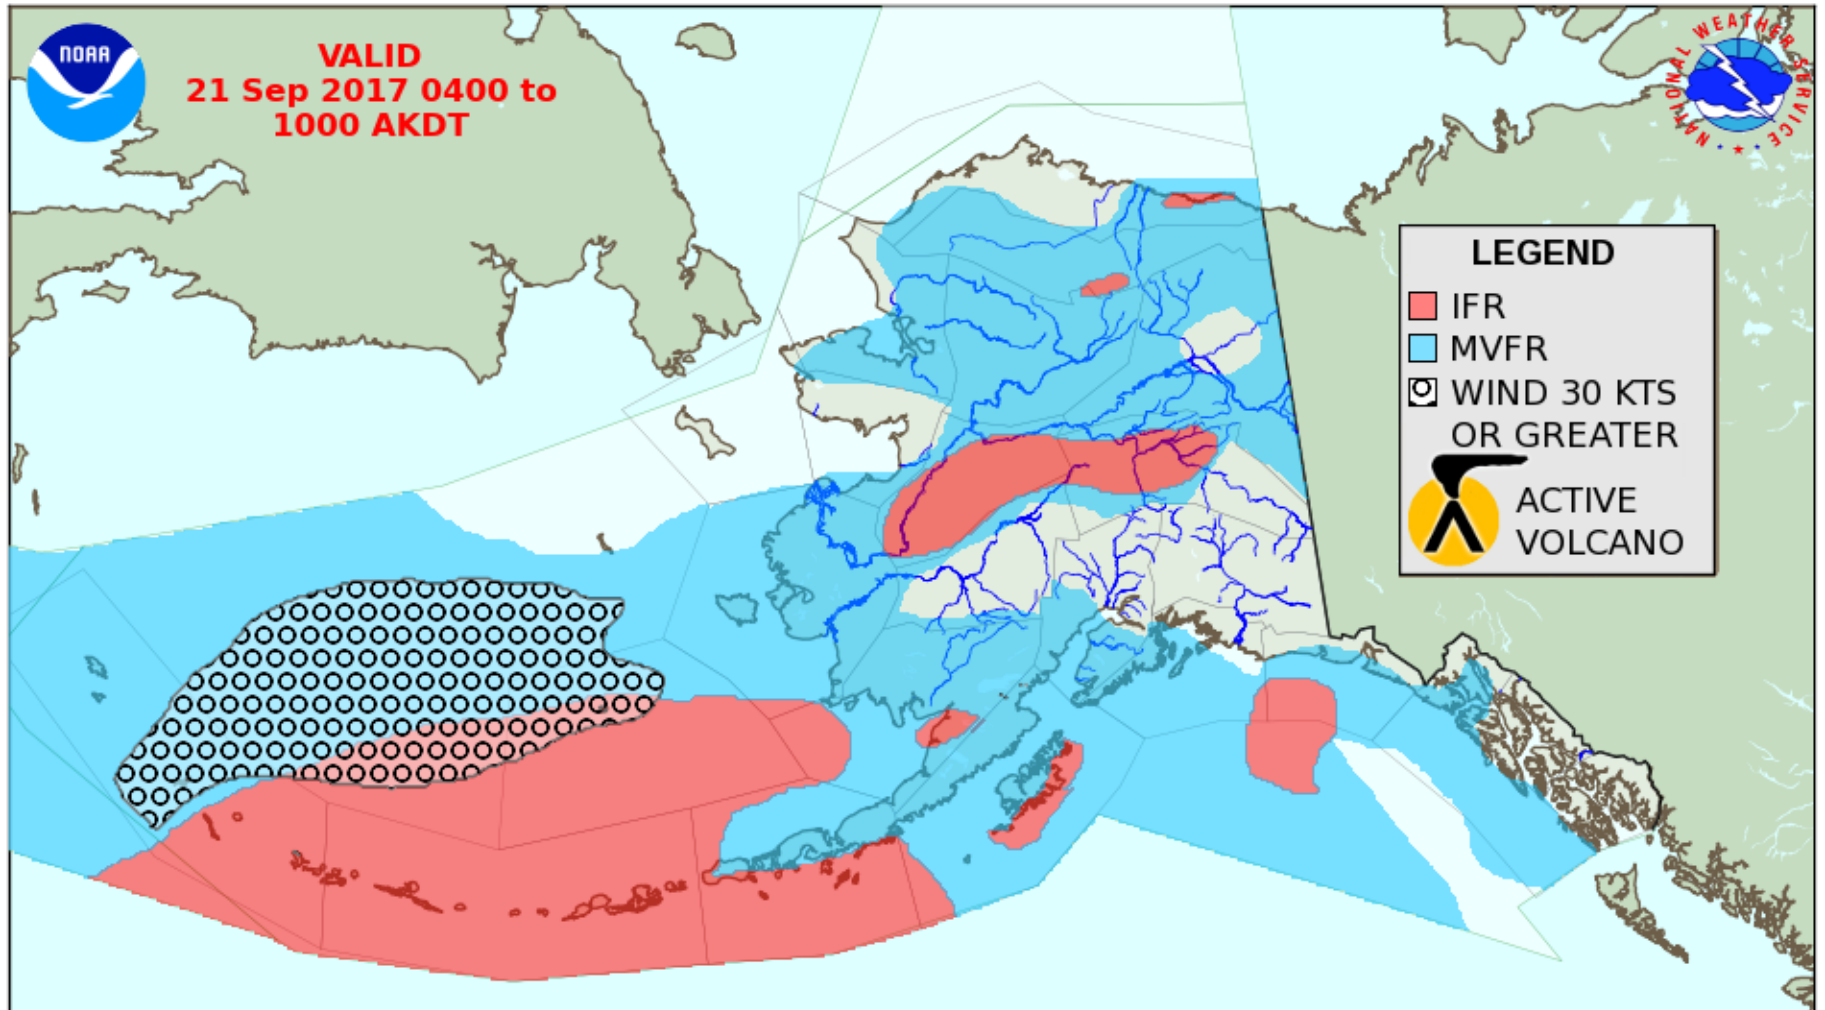 NOAA
VALID
21 Sep 2017 0400 to
1000 AKDT
NATIONAL WEATHER SERVICE
LEGEND
IFR
MVFR
WIND 30 KTS
OR GREATER
ACTIVE
VOLCANO